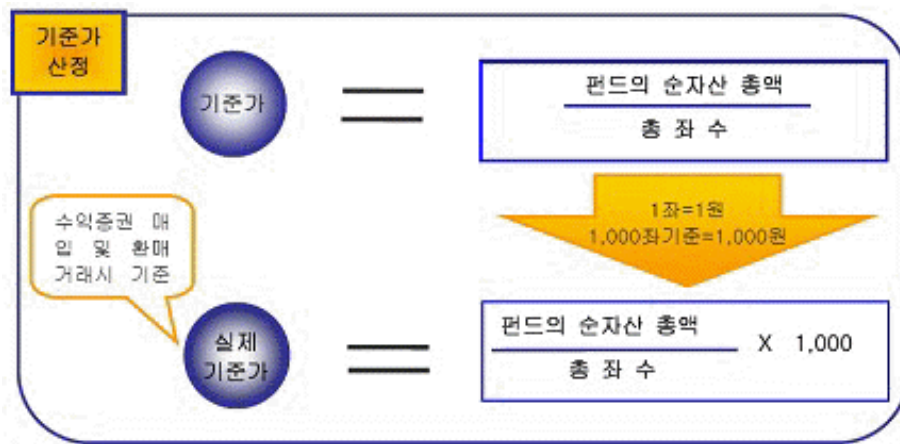 기준가
산정
기준가
펀드의 순자산 총액
총 좌 수
1좌=1원
1,000좌기준=1,000원
수익증권 매
입 및 환매
거래시 기준
실제
기준가
펀드의 순자산 총액
총 좌 수
X 1,000